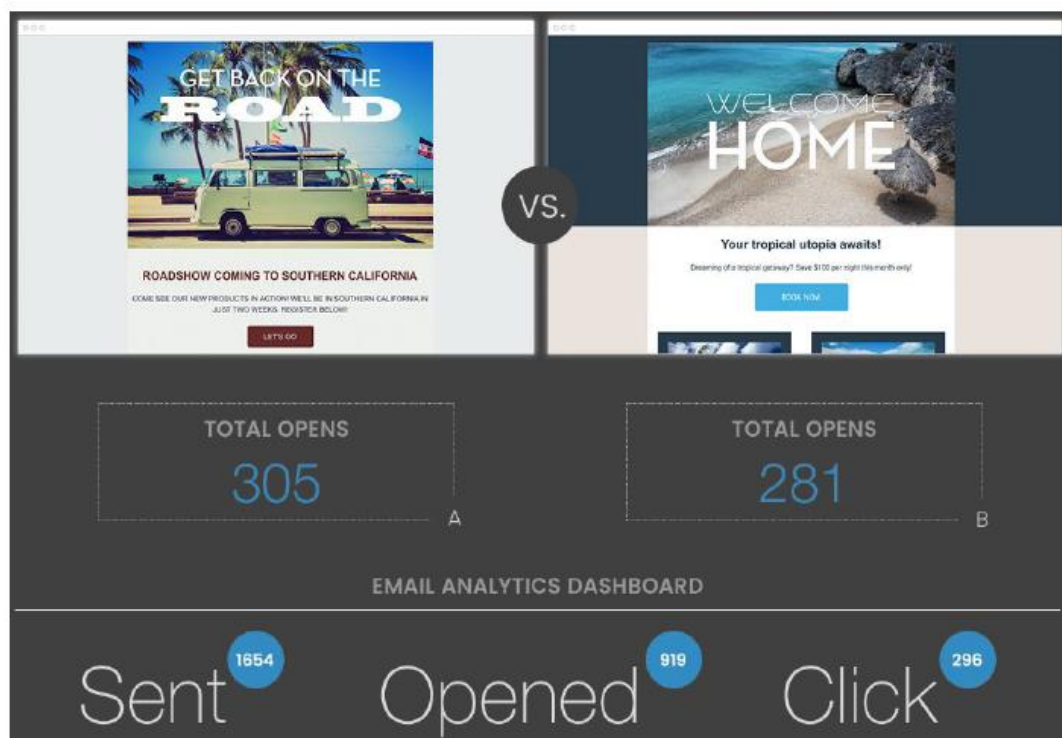 GET BACK ON THE
ROAD
ROADSHOW COMING TO SOUTHERN CALIFORNIA
COME SEE OUR NEW PRODUCTS IN ACTION! WE'LL BE IN SOUTHERN CALIFORNIA IN
JUST TWO WEEKS. REGISTER BELOW!
LET'S GO
VS.
WELCOME
HOME
Your tropical utopia awaits!
Dreaming of a tropical getaway? Save $100 per night this month only!
BOOK NOW
TOTAL OPENS
305
A
TOTAL OPENS
281
B
EMAIL ANALYTICS DASHBOARD
Sent 1654
Opened 919
Click 296